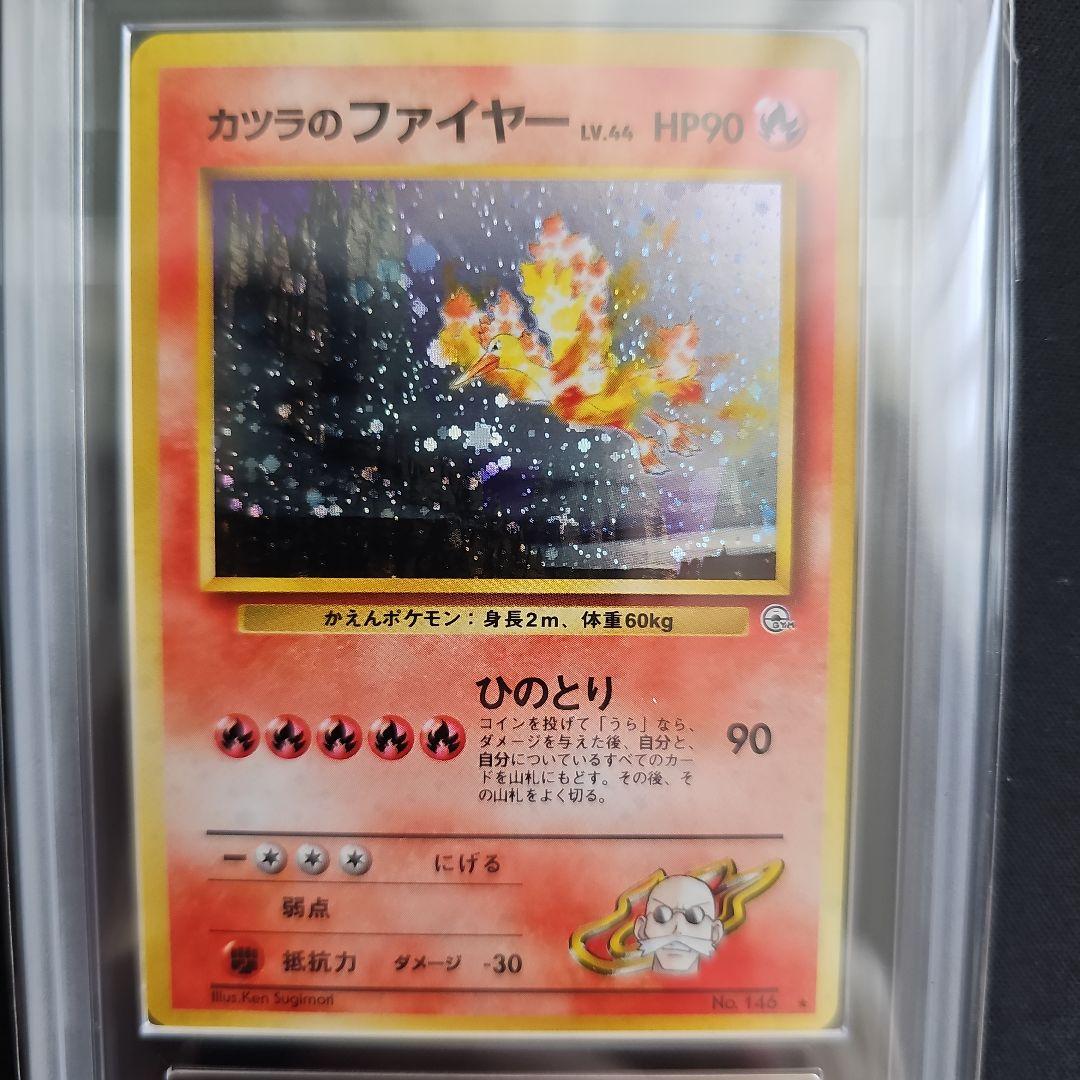 カツラのファイヤー LV.44 HP90
かえんポケモン：身長2m、体重60kg
GYM
ひのとり
コインを投げて「うら」なら、
ダメージを与えた後、自分と、
自分についているすべてのカー
ドを山札にもどす。その後、そ
の山札をよく切る。
90
ー にげる
弱点
抵抗力 ダメージ -30
Illus.Ken Sugimori No. 146 ★